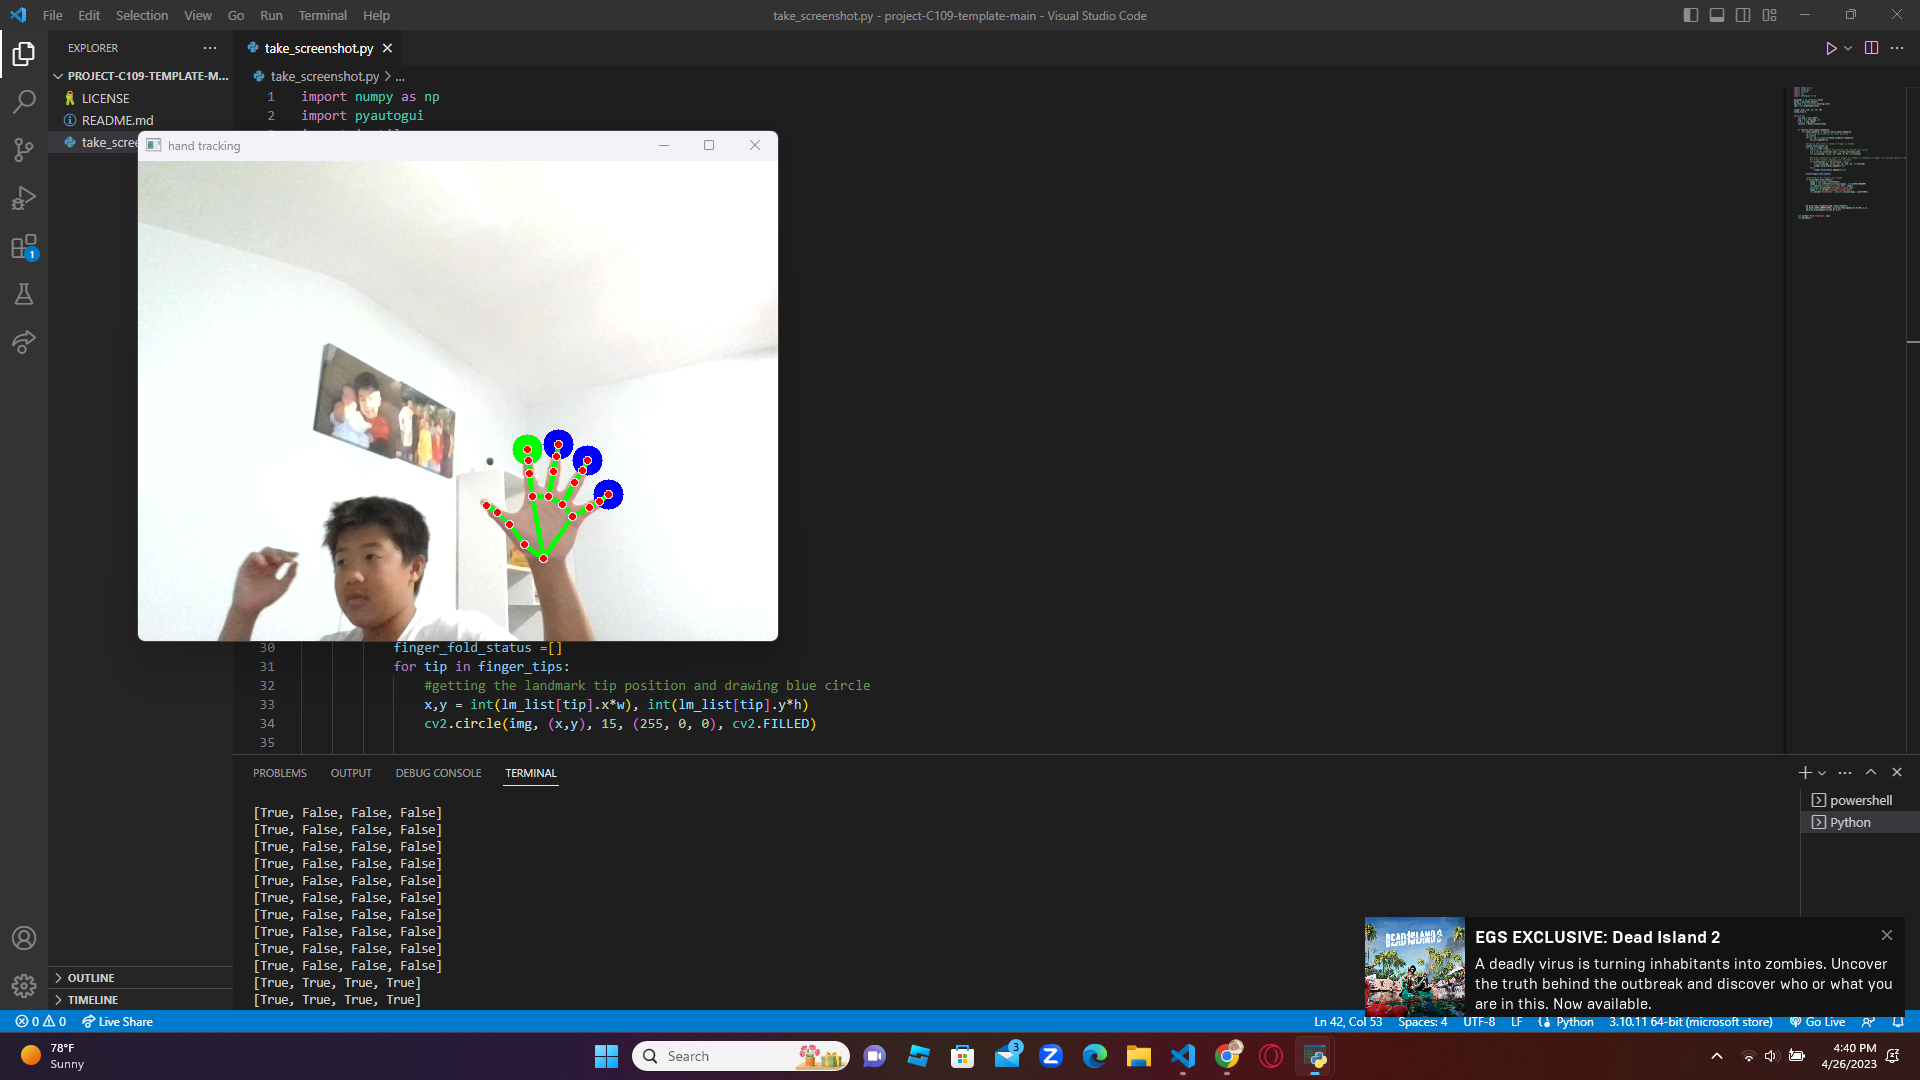 File Edit Selection View Go Run Terminal Help
take_screenshot.py - project-C109-template-main - Visual Studio Code
EXPLORER
PROJECT-C109-TEMPLATE-M...
LICENSE
README.md
take_scree
take_screenshot.py
take_screenshot.py > ...
1 import numpy as np
2 import pyautogui
hand tracking
30 finger_fold_status =[]
31 for tip in finger_tips:
32 #getting the landmark tip position and drawing blue circle
33 x,y = int(lm_list[tip].x*w), int(lm_list[tip].y*h)
34 cv2.circle(img, (x,y), 15, (255, 0, 0), cv2.FILLED)
35
PROBLEMS OUTPUT DEBUG CONSOLE TERMINAL
[True, False, False, False]
[True, False, False, False]
[True, False, False, False]
[True, False, False, False]
[True, False, False, False]
[True, False, False, False]
[True, False, False, False]
[True, False, False, False]
[True, False, False, False]
[True, False, False, False]
[True, True, True, True]
[True, True, True, True]
powershell
Python
1
OUTLINE
TIMELINE
DEAD ISLAND 2
EGS EXCLUSIVE: Dead Island 2
A deadly virus is turning inhabitants into zombies. Uncover
the truth behind the outbreak and discover who or what you
are in this. Now available.
0 0 Live Share
Ln 42, Col 53 Spaces: 4 UTF-8 LF Python 3.10.11 64-bit (microsoft store) Go Live
78°F
Sunny
Search
3
4:40 PM
4/26/2023